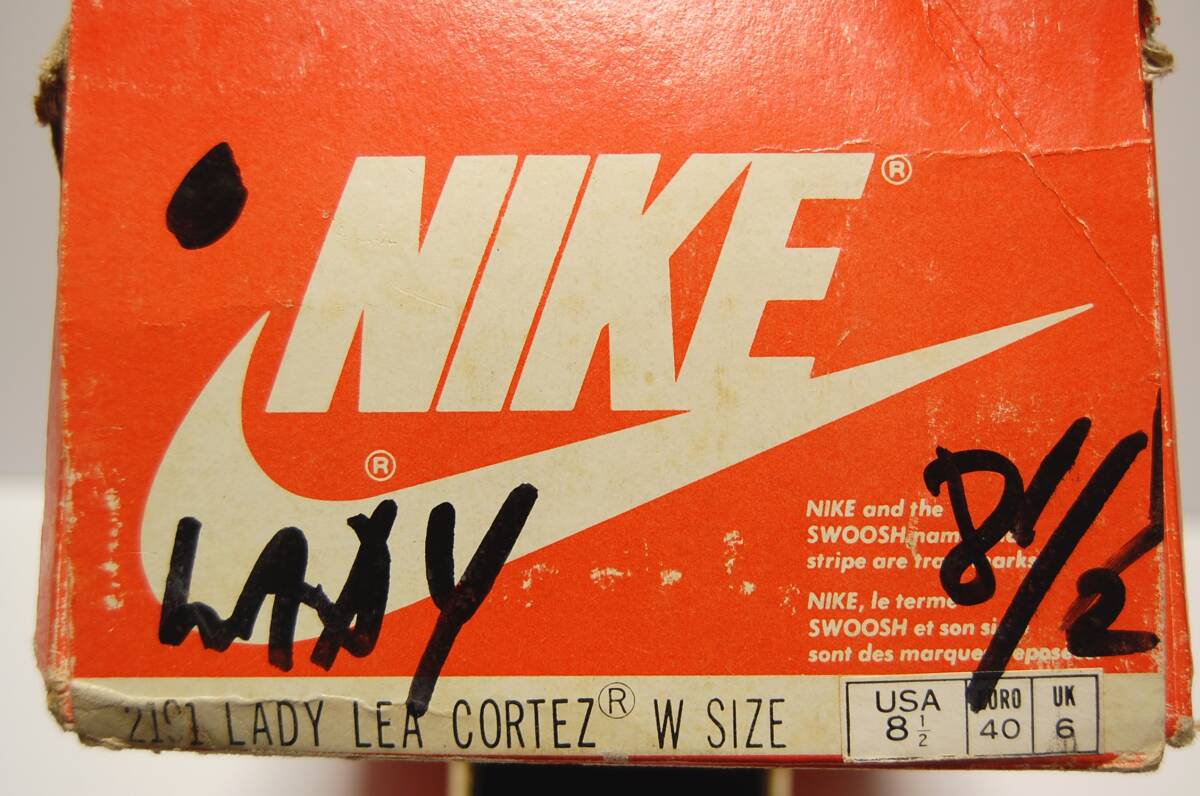 NIKE®
®
LADY
8 1/2
NIKE and the
SWOOSH
stripe are
NIKE, le terme
SWOOSH et son
sont des
LADY LEA CORTEZ® W SIZE
USA
8 1/2
EURO
40
UK
6